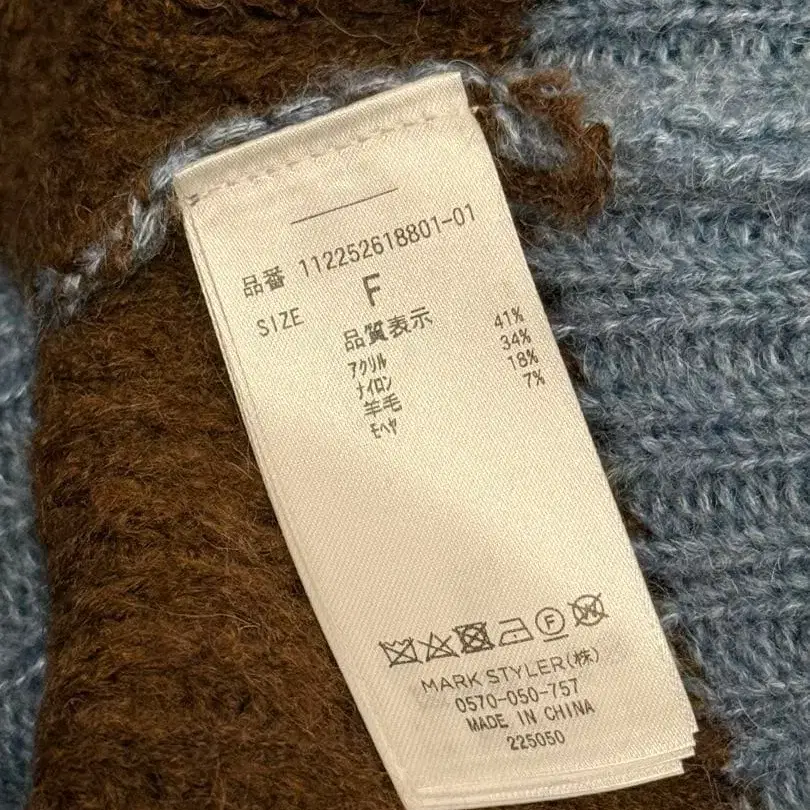 品番 112252618801-01
SIZE F
品質表示
アクリル 41%
ナイロン 34%
羊毛 18%
モヘヤ 7%
MARK STYLER(株)
0570-050-757
MADE IN CHINA
225050